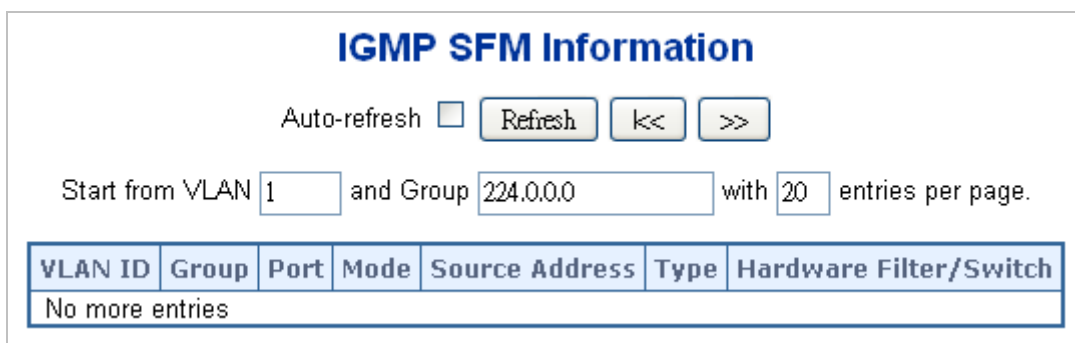 IGMP SFM Information
Auto-refresh Refresh |<< >>
Start from VLAN 1 and Group 224.0.0.0 with 20 entries per page.
VLAN ID Group Port Mode Source Address Type Hardware Filter/Switch
No more entries